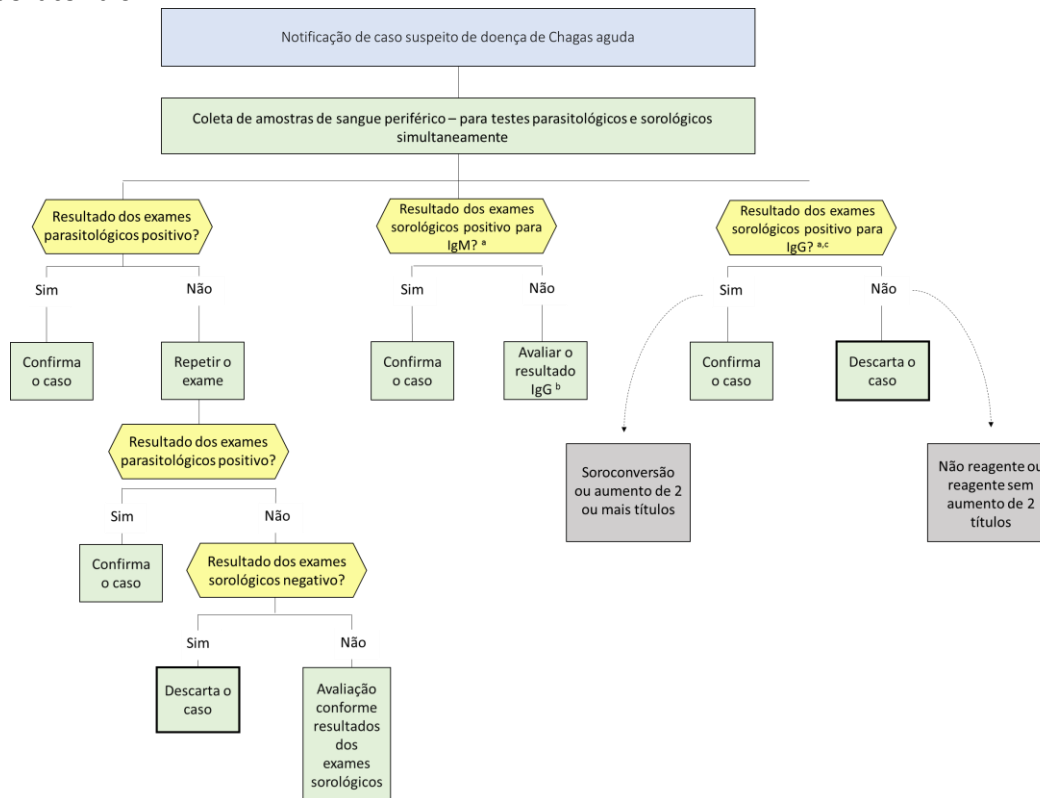 Notificação de caso suspeito de doença de Chagas aguda
Coleta de amostras de sangue periférico – para testes parasitológicos e sorológicos
simultaneamente
Resultado dos exames
parasitológicos positivo?
Resultado dos exames
sorológicos positivo para
IgM? a
Resultado dos exames
sorológicos positivo para
IgG? a,c
Sim
Não
Sim
Não
Sim
Não
Confirma
o caso
Repetir o
exame
Confirma
o caso
Avaliar o
resultado
IgG b
Confirma
o caso
Descarta o
caso
Resultado dos exames
parasitológicos positivo?
Soroconversão
ou aumento de 2
ou mais títulos
Não reagente ou
reagente sem
aumento de 2
títulos
Sim
Não
Confirma
o caso
Resultado dos exames
sorológicos negativo?
Sim
Não
Descarta o
caso
Avaliação
conforme
resultados
dos
exames
sorológicos